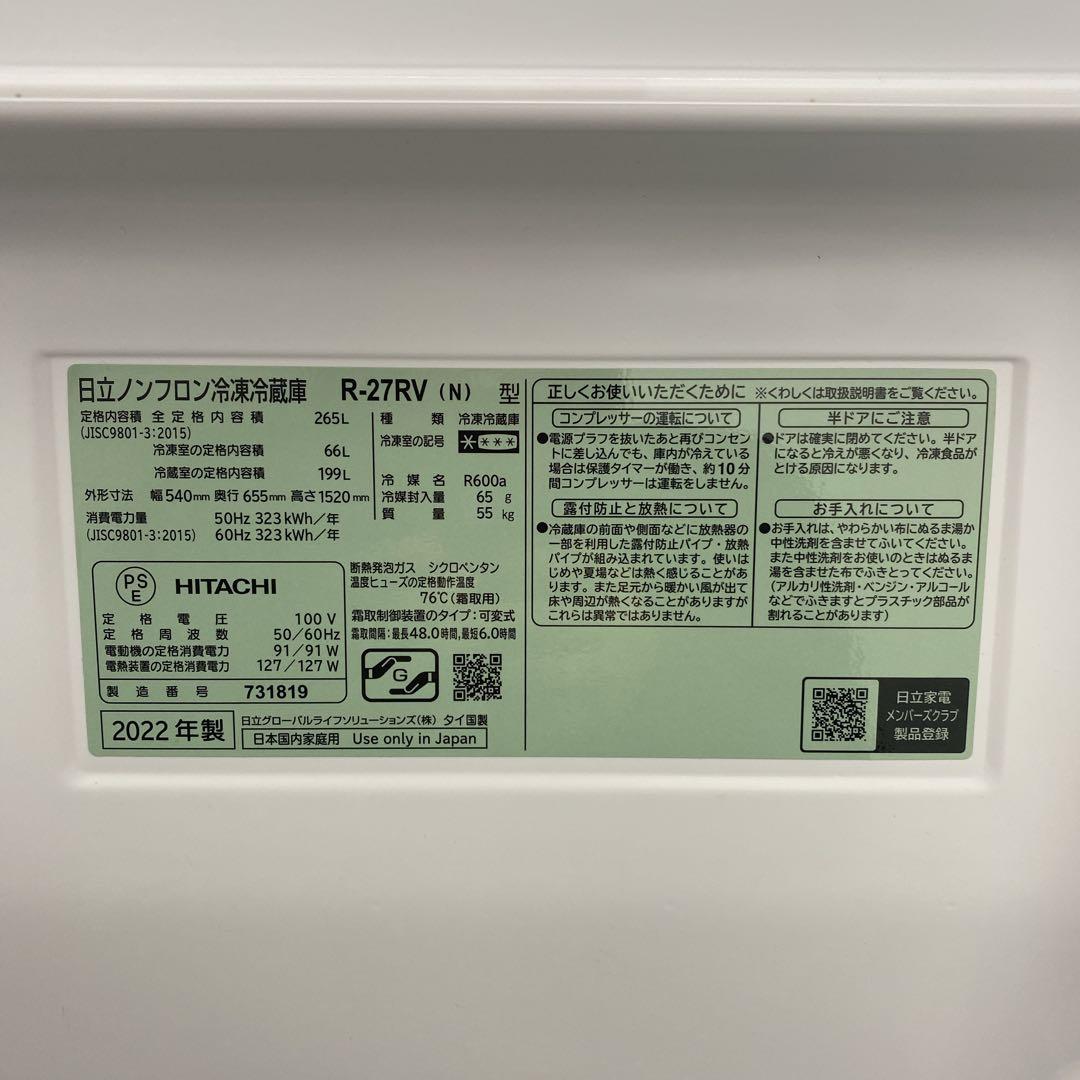 日立ノンフロン冷凍冷蔵庫 R-27RV (N) 型
定格内容積 全定格内容積 265L
(JISC9801-3:2015)
冷凍室の定格内容積 66L
冷蔵室の定格内容積 199L
外形寸法 幅540mm 奥行655mm 高さ1520mm
消費電力量 50Hz 323kWh/年
(JISC9801-3:2015) 60Hz 323kWh/年
種類 冷凍冷蔵庫
冷凍室の記号 ****
冷媒名 R600a
冷媒封入量 65 g
質量 55 kg
PS
E
HITACHI
定格電圧 100V
定格周波数 50/60Hz
電動機の定格消費電力 91/91W
電熱装置の定格消費電力 127/127W
製造番号 731819
断熱発泡ガス シクロペンタン
温度ヒューズの定格動作温度
76℃(霜取用)
霜取制御装置のタイプ:可変式
霜取間隔:最長48.0時間,最短6.0時間
G
2022年製
日立グローバルライフソリューションズ(株) タイ国製
日本国内家庭用 Use only in Japan
正しくお使いいただくために ※くわしくは取扱説明書をご覧ください。
コンプレッサーの運転について
●電源プラフを抜いたあと再びコンセン
トに差し込んでも、庫内が冷えている
場合は保護タイマーが働き、約10分
間コンプレッサーは運転をしません。
露付防止と放熱について
●冷蔵庫の前面や側面などに放熱器の
一部を利用した露付防止パイプ・放熱
パイプが組み込まれています。使いは
じめや夏場などは熱く感じることがあ
ります。また足元から暖かい風が出て
床や周辺が熱くなることがありますが
これらは異常ではありません。
半ドアにご注意
●ドアは確実に閉めてください。半ドア
になると冷えが悪くなり、冷凍食品が
とける原因になります。
お手入れについて
●お手入れは、やわらかい布にぬるま湯か
中性洗剤を含ませてふいてください。
また中性洗剤をお使いのときはぬるま
湯を含ませた布でふきとってください。
(アルカリ性洗剤・ベンジン・アルコール
などでふきますとプラスチック部品が
割れることがあります)
日立家電
メンバーズクラブ
製品登録